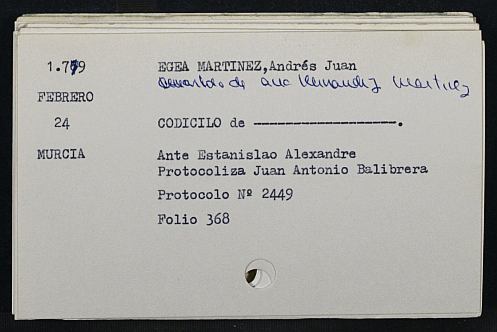 1.779 EGEA MARTINEZ,Andrés Juan
de Ana Hernandez Martinez
FEBRERO
24 CODICILO de ------------------.
MURCIA Ante Estanislao Alexandre
Protocoliza Juan Antonio Balibrera
Protocolo Nº 2449
Folio 368